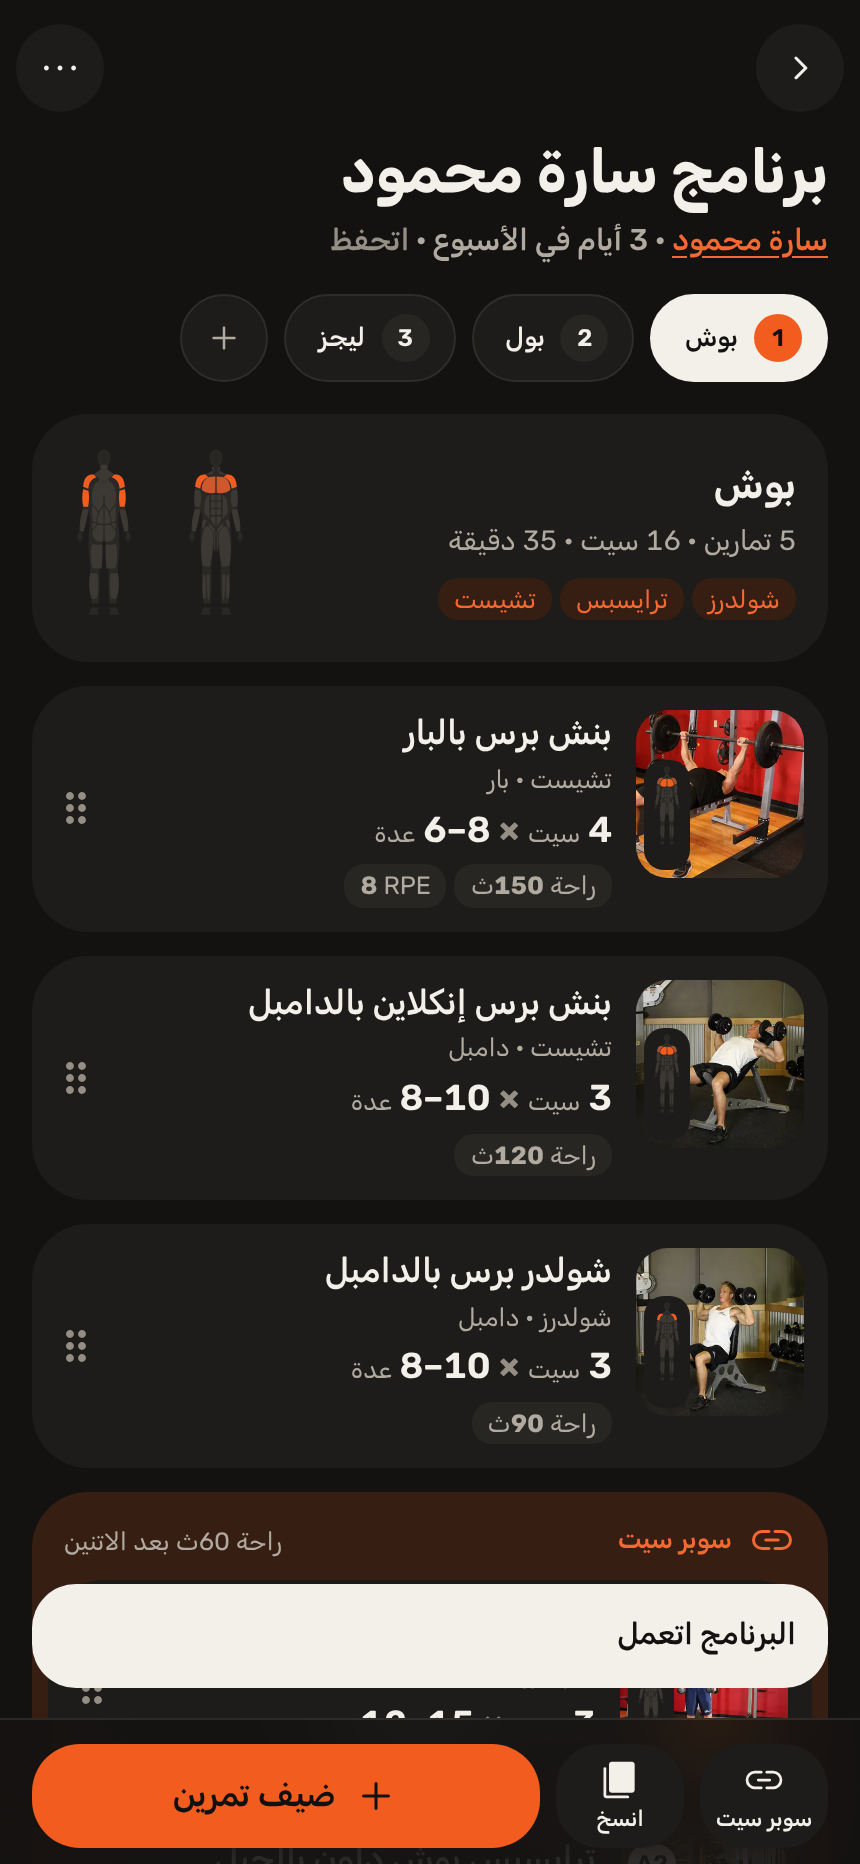 برنامج سارة محمود
سارة محمود • 3 أيام في الأسبوع • اتحفظ
1 بوش
2 بول
3 ليجز
بوش
5 تمارين • 16 سيت • 35 دقيقة
شولدرز
ترايسبس
تشيست
بنش برس بالبار
تشيست • بار
4 سيت × 6–8 عدة
راحة 150ث
RPE 8
بنش برس إنكلاين بالدامبل
تشيست • دامبل
3 سيت × 8–10 عدة
راحة 120ث
شولدر برس بالدامبل
شولدرز • دامبل
3 سيت × 8–10 عدة
راحة 90ث
سوبر سيت
راحة 60ث بعد الاتنين
البرنامج اتعمل
سوبر سيت
انسخ
ضيف تمرين
A2